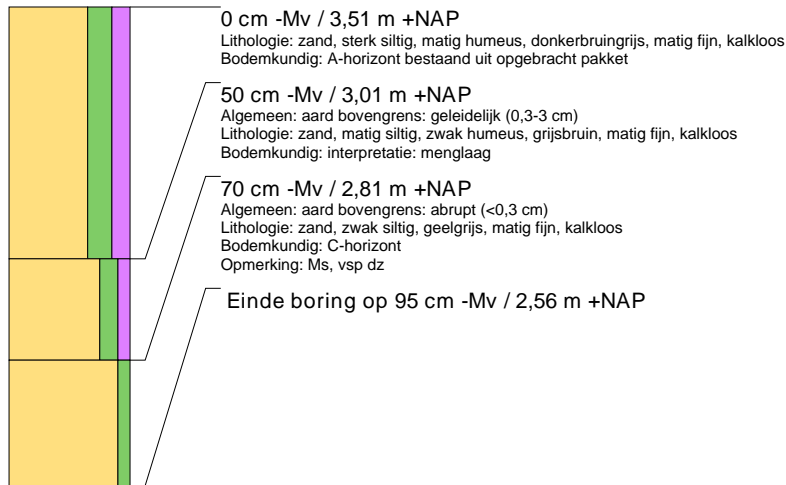 0 cm -Mv / 3,51 m +NAP
Lithologie: zand, sterk siltig, matig humeus, donkerbruingrijs, matig fijn, kalkloos
Bodemkundig: A-horizont bestaand uit opgebracht pakket
50 cm -Mv / 3,01 m +NAP
Algemeen: aard bovengrens: geleidelijk (0,3-3 cm)
Lithologie: zand, matig siltig, zwak humeus, grijsbruin, matig fijn, kalkloos
Bodemkundig: interpretatie: menglaag
70 cm -Mv / 2,81 m +NAP
Algemeen: aard bovengrens: abrupt (<0,3 cm)
Lithologie: zand, zwak siltig, geelgrijs, matig fijn, kalkloos
Bodemkundig: C-horizont
Opmerking: Ms, vsp dz
Einde boring op 95 cm -Mv / 2,56 m +NAP